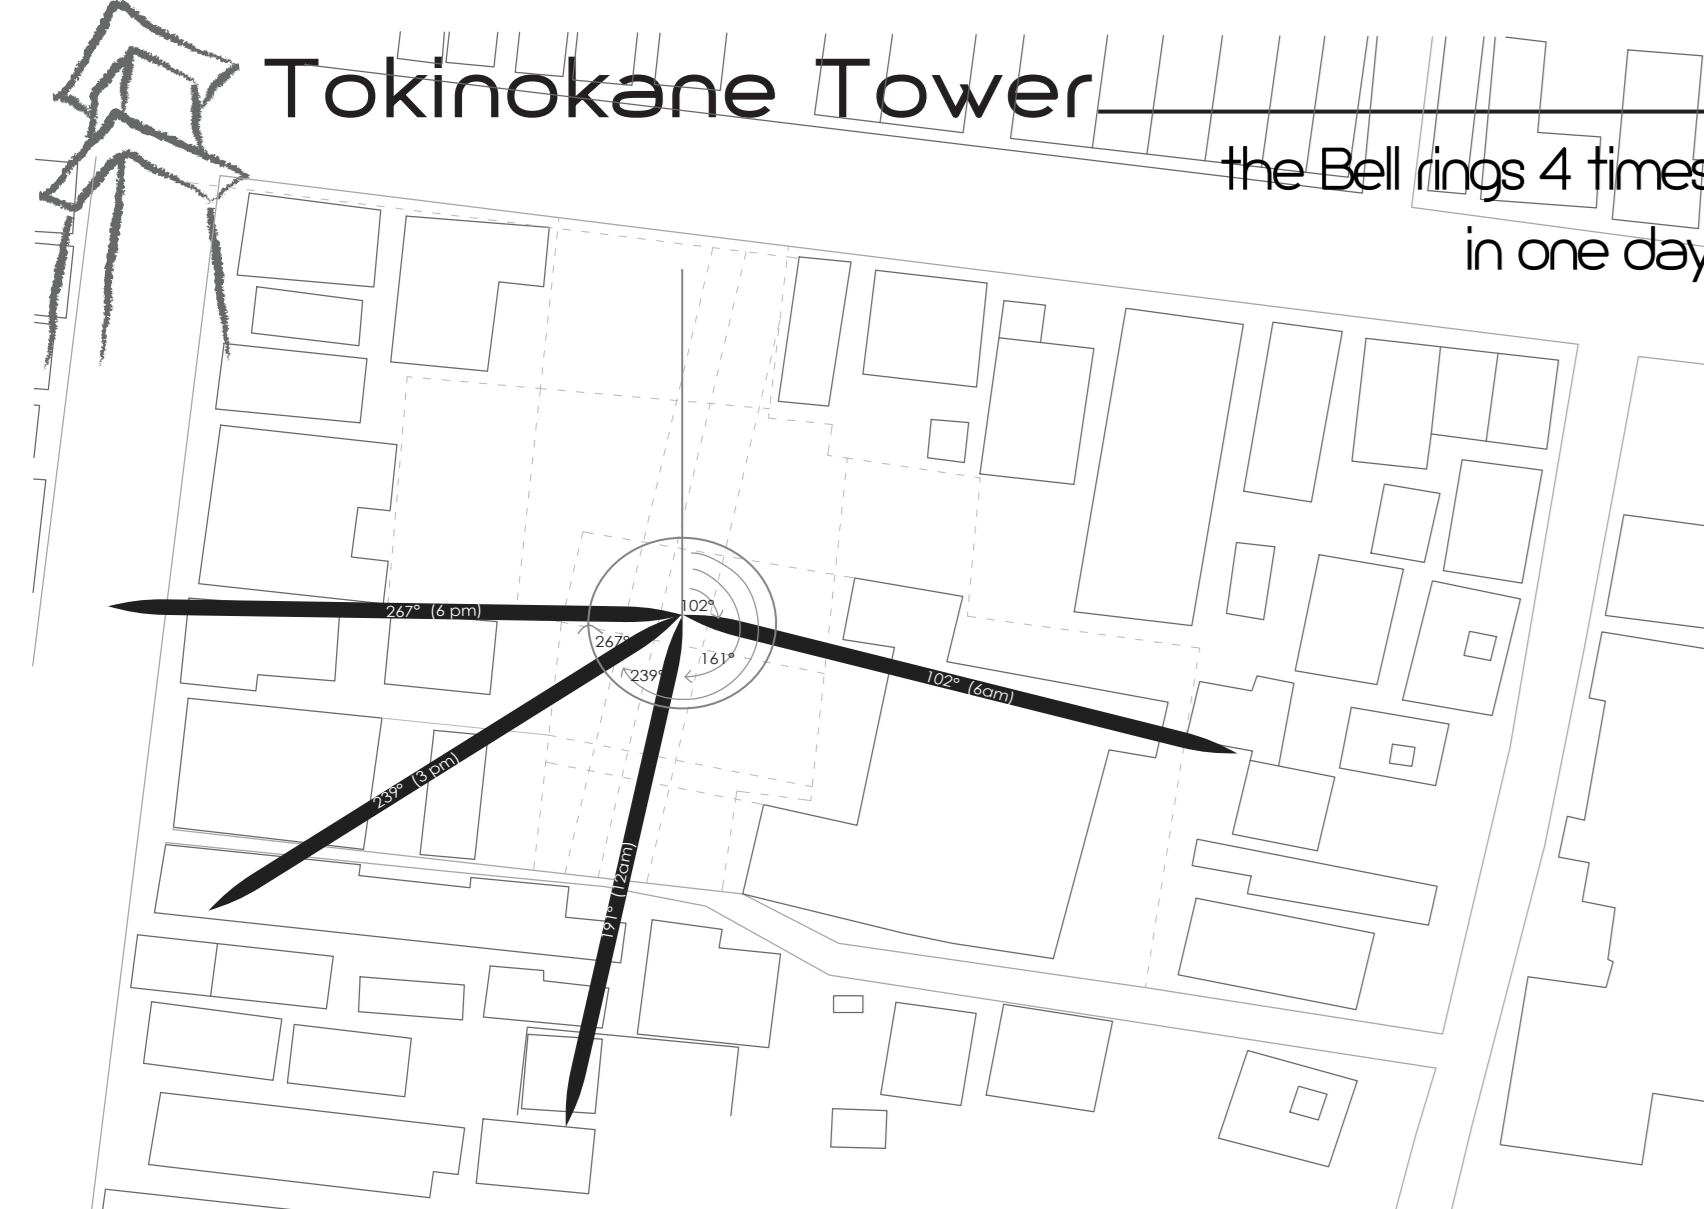 Tokinokane Tower
the Bell rings 4 times
in one day
102°
267° (6 pm)
267°
161°
239°
102° (6am)
239° (3 pm)
191° (12am)